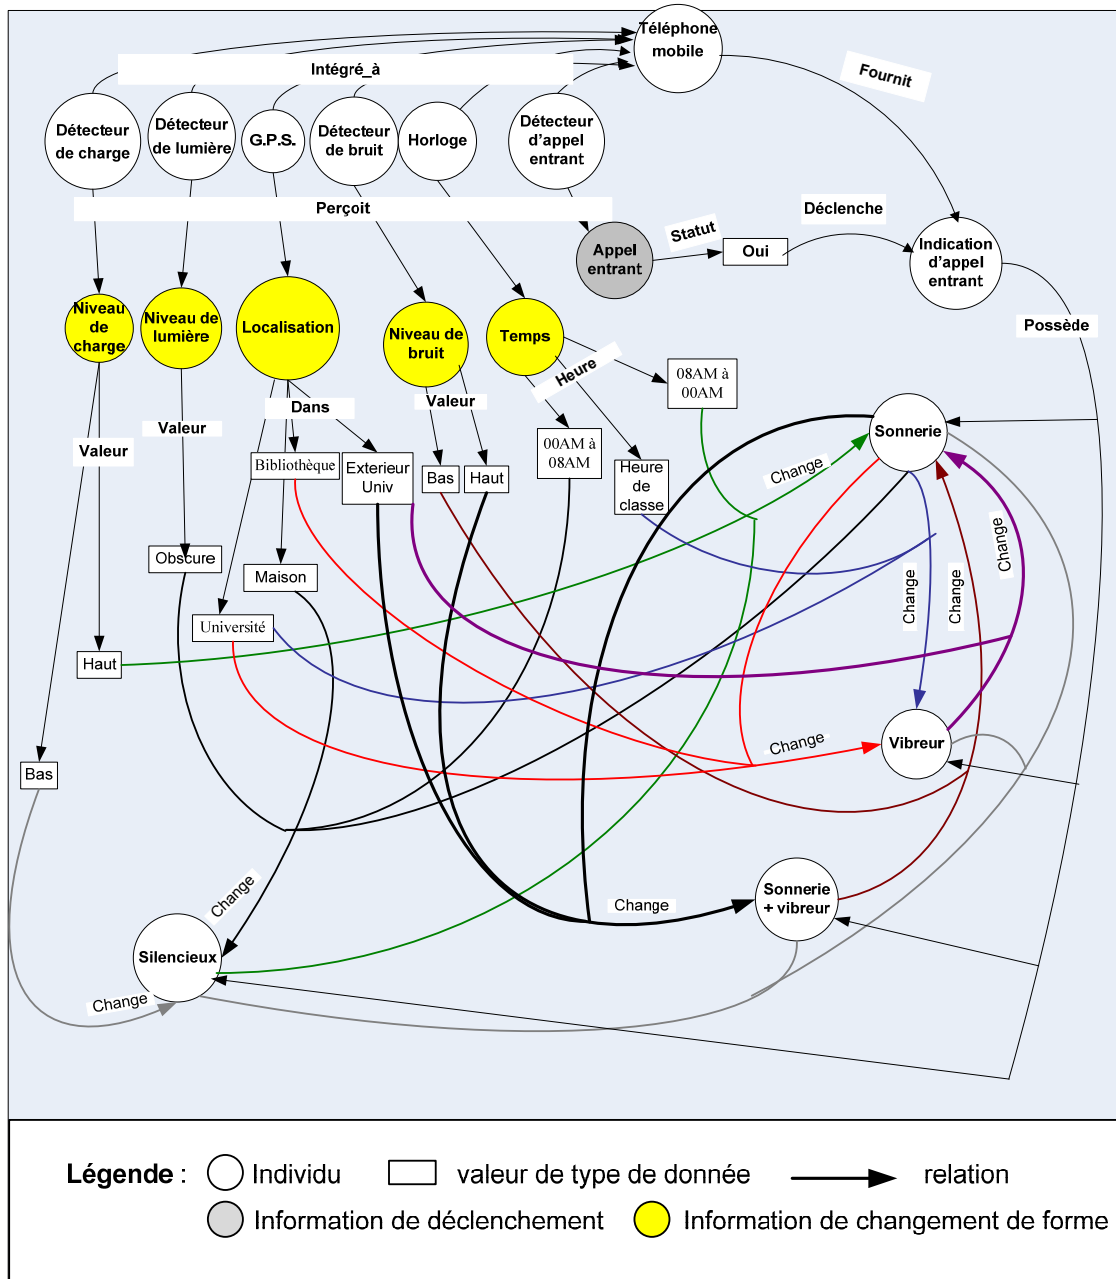 Téléphone
mobile
Intégré_à
Fournit
Détecteur
de charge
Détecteur
de lumière
G.P.S.
Détecteur
de bruit
Horloge
Détecteur
d'appel
entrant
Perçoit
Appel
entrant
Statut
Oui
Déclenche
Indication
d'appel
entrant
Possède
Niveau
de
charge
Niveau de
lumière
Localisation
Niveau de
bruit
Temps
Heure
08AM à
00AM
Dans
Valeur
Valeur
Valeur
Sonnerie
Bibliothèque
Exterieur
Univ
Bas
Haut
00AM à
08AM
Heure
de
classe
Change
Obscure
Maison
Université
Change
Change
Change
Haut
Bas
Change
Vibreur
Change
Change
Sonnerie
+ vibreur
Silencieux
Change
Légende :
Individu
valeur de type de donnée
relation
Information de déclenchement
Information de changement de forme